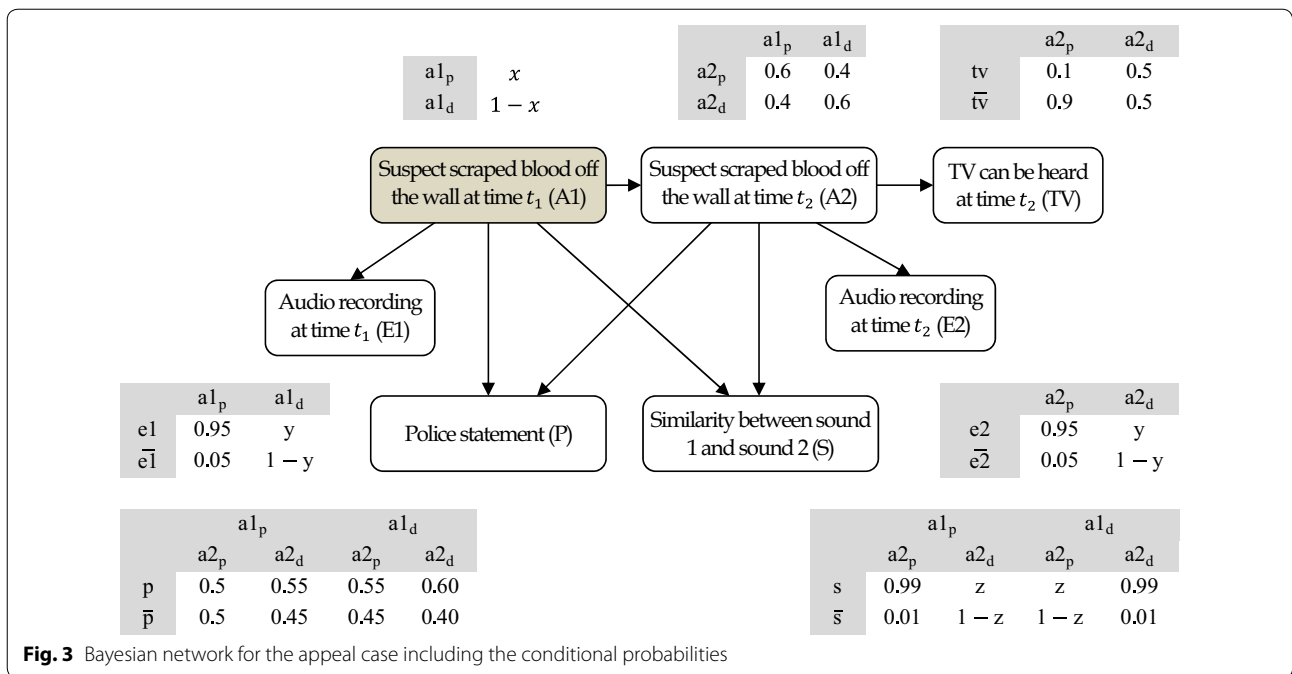 a1p x
a1d 1 − x
a1p a1d
a2p 0.6 0.4
a2d 0.4 0.6
a2p a2d
tv 0.1 0.5
t̅v̅ 0.9 0.5
Suspect scraped blood off
the wall at time t₁ (A1)
Suspect scraped blood off
the wall at time t₂ (A2)
TV can be heard
at time t₂ (TV)
Audio recording
at time t₁ (E1)
Audio recording
at time t₂ (E2)
a1p a1d
e1 0.95 y
e̅1̅ 0.05 1 − y
Police statement (P)
Similarity between sound
1 and sound 2 (S)
a2p a2d
e2 0.95 y
e̅2̅ 0.05 1 − y
a1p a1d
a2p a2d a2p a2d
p 0.5 0.55 0.55 0.60
p̅ 0.5 0.45 0.45 0.40
a1p a1d
a2p a2d a2p a2d
s 0.99 z z 0.99
s̅ 0.01 1 − z 1 − z 0.01
Fig. 3 Bayesian network for the appeal case including the conditional probabilities